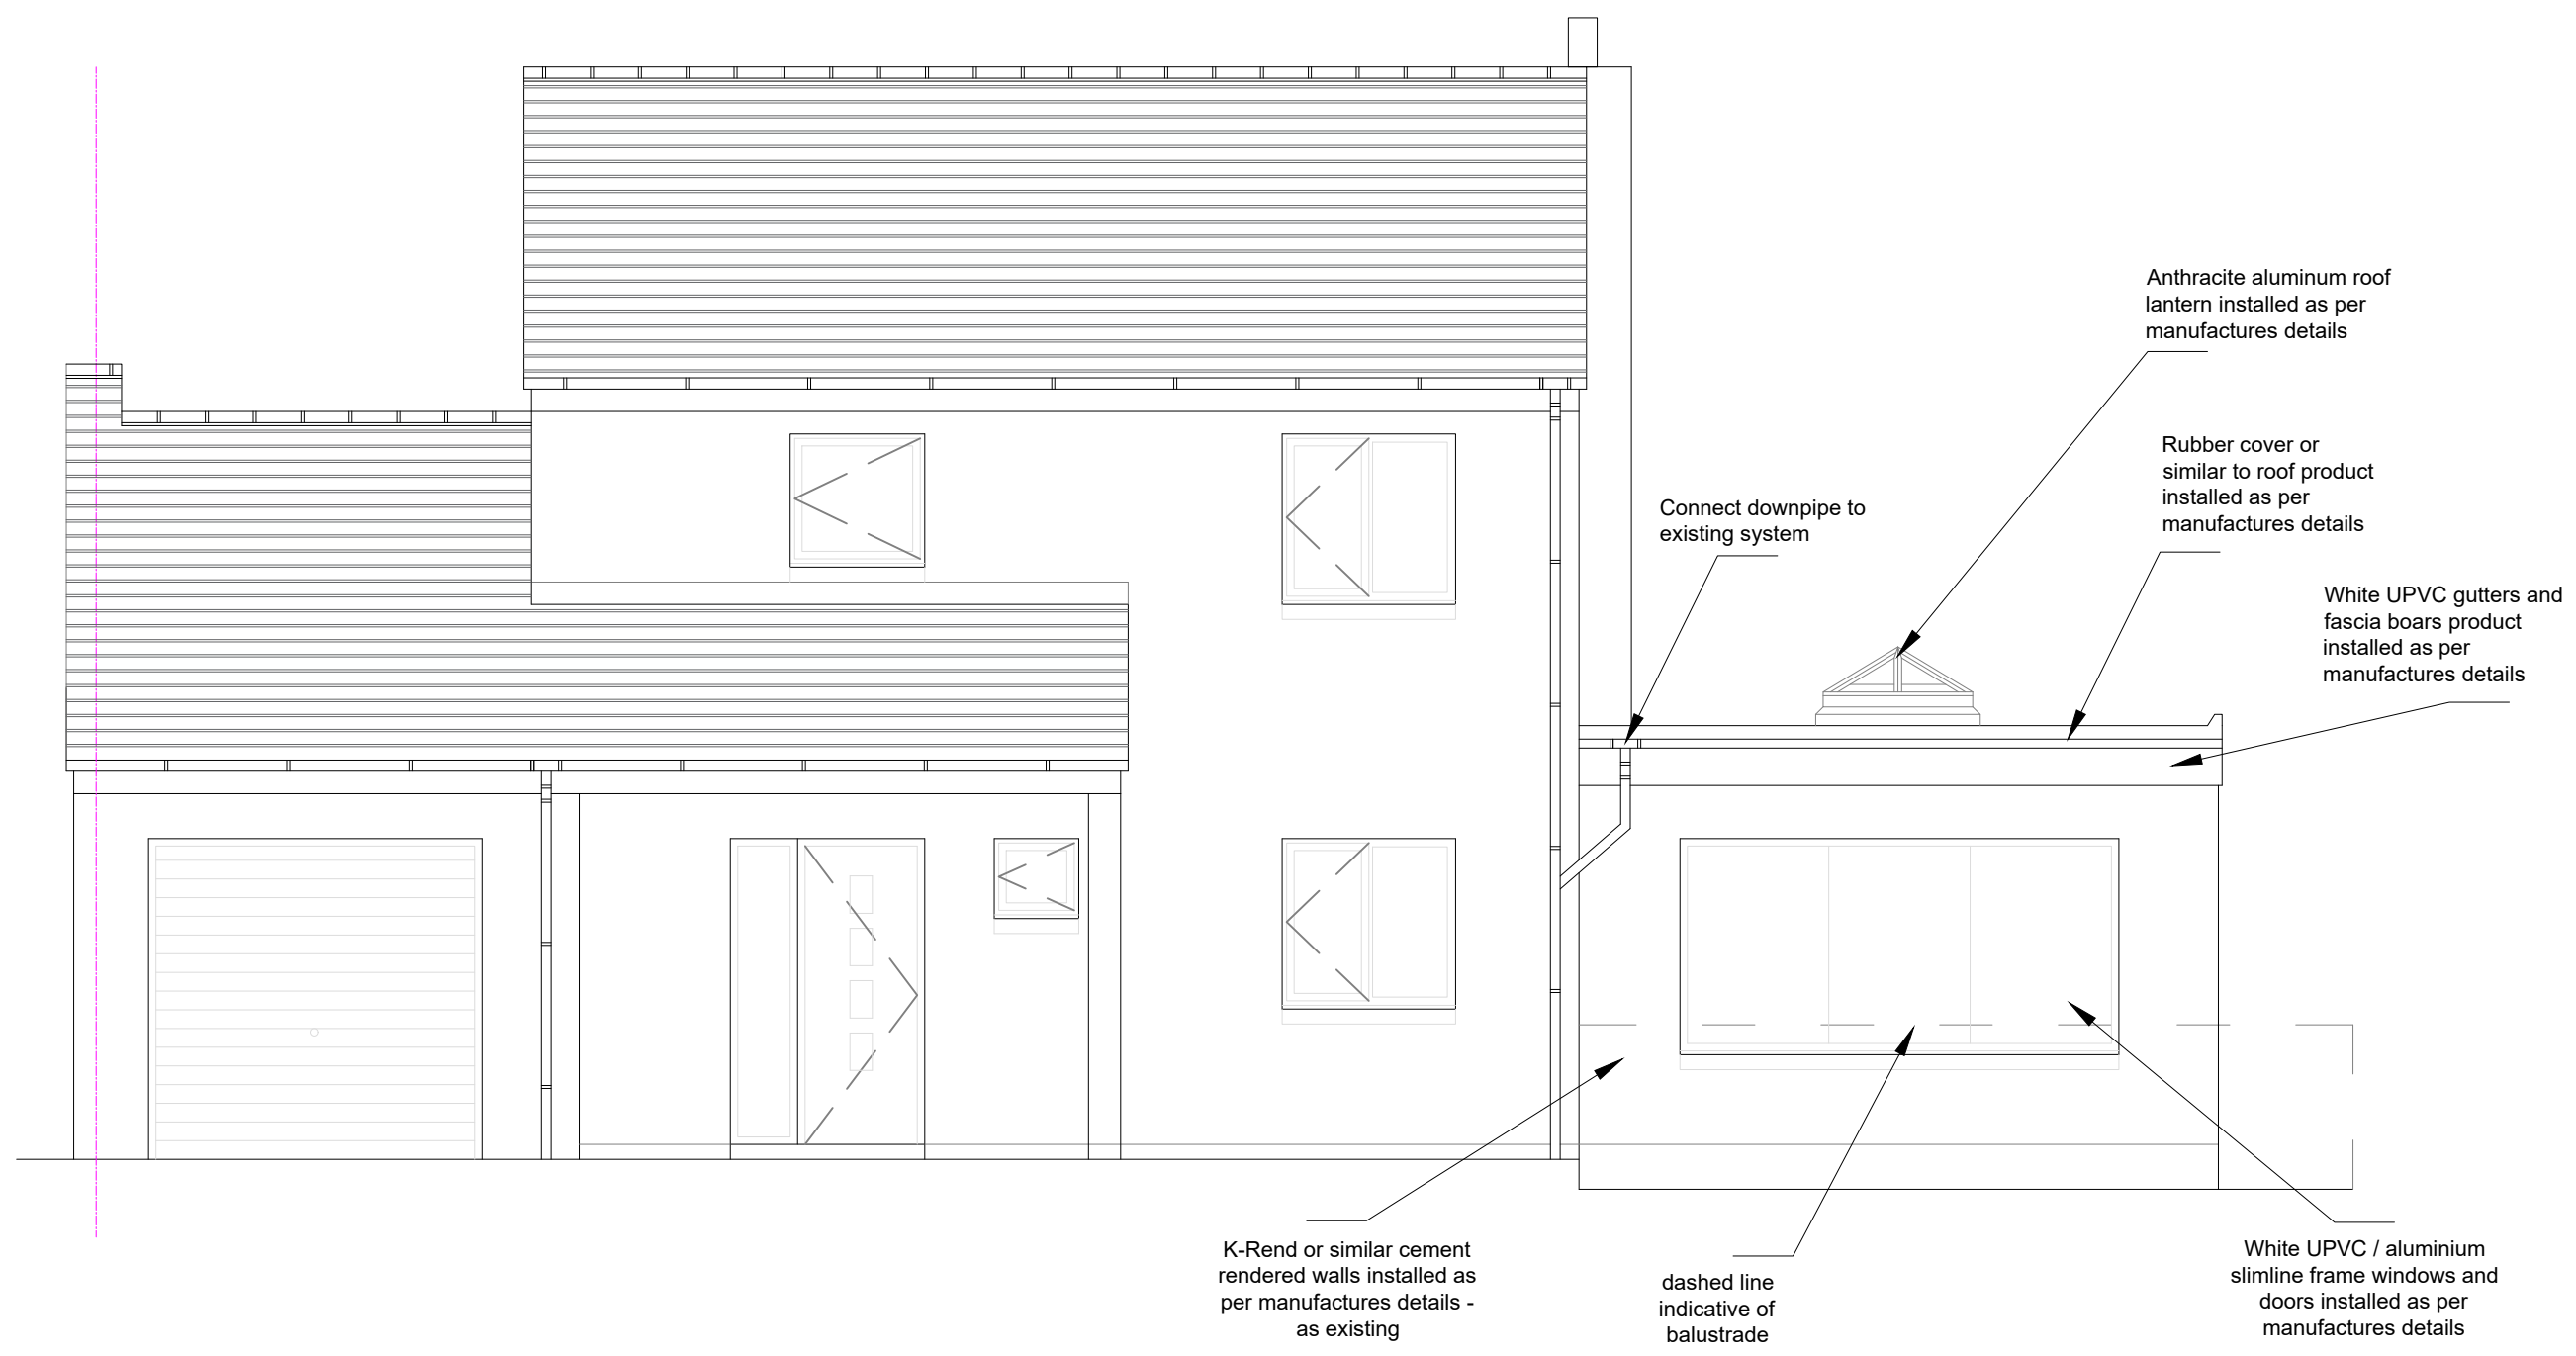 Anthracite aluminum roof
lantern installed as per
manufactures details
Rubber cover or
similar to roof product
installed as per
manufactures details
Connect downpipe to
existing system
White UPVC gutters and
fascia boars product
installed as per
manufactures details
K-Rend or similar cement
rendered walls installed as
per manufactures details -
as existing
dashed line
indicative of
balustrade
White UPVC / aluminium
slimline frame windows and
doors installed as per
manufactures details